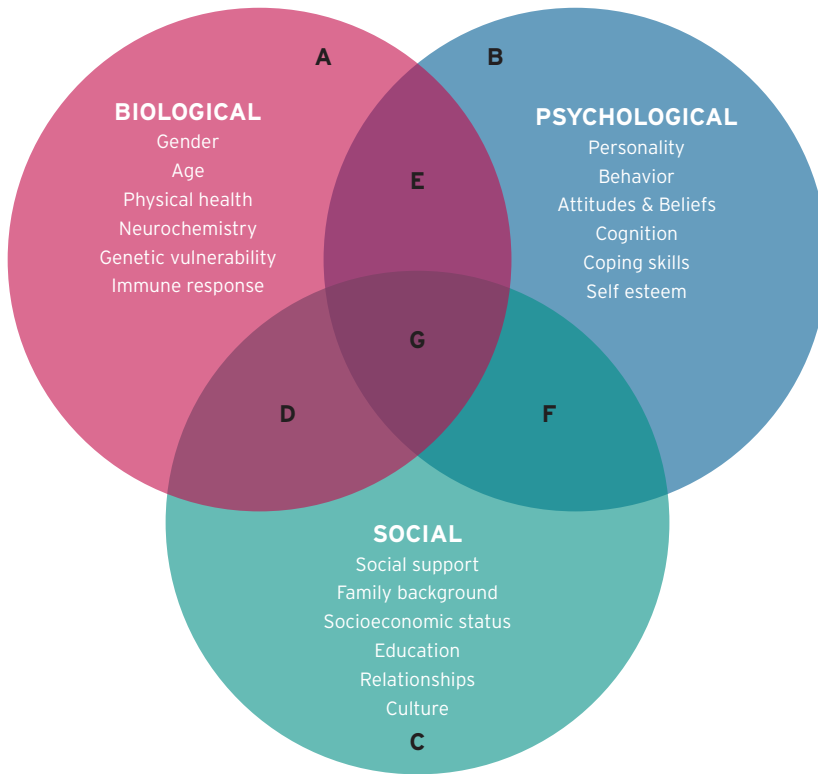 A
B
BIOLOGICAL
Gender
Age
Physical health
Neurochemistry
Genetic vulnerability
Immune response
PSYCHOLOGICAL
Personality
Behavior
Attitudes & Beliefs
Cognition
Coping skills
Self esteem
E
G
D
F
SOCIAL
Social support
Family background
Socioeconomic status
Education
Relationships
Culture
C